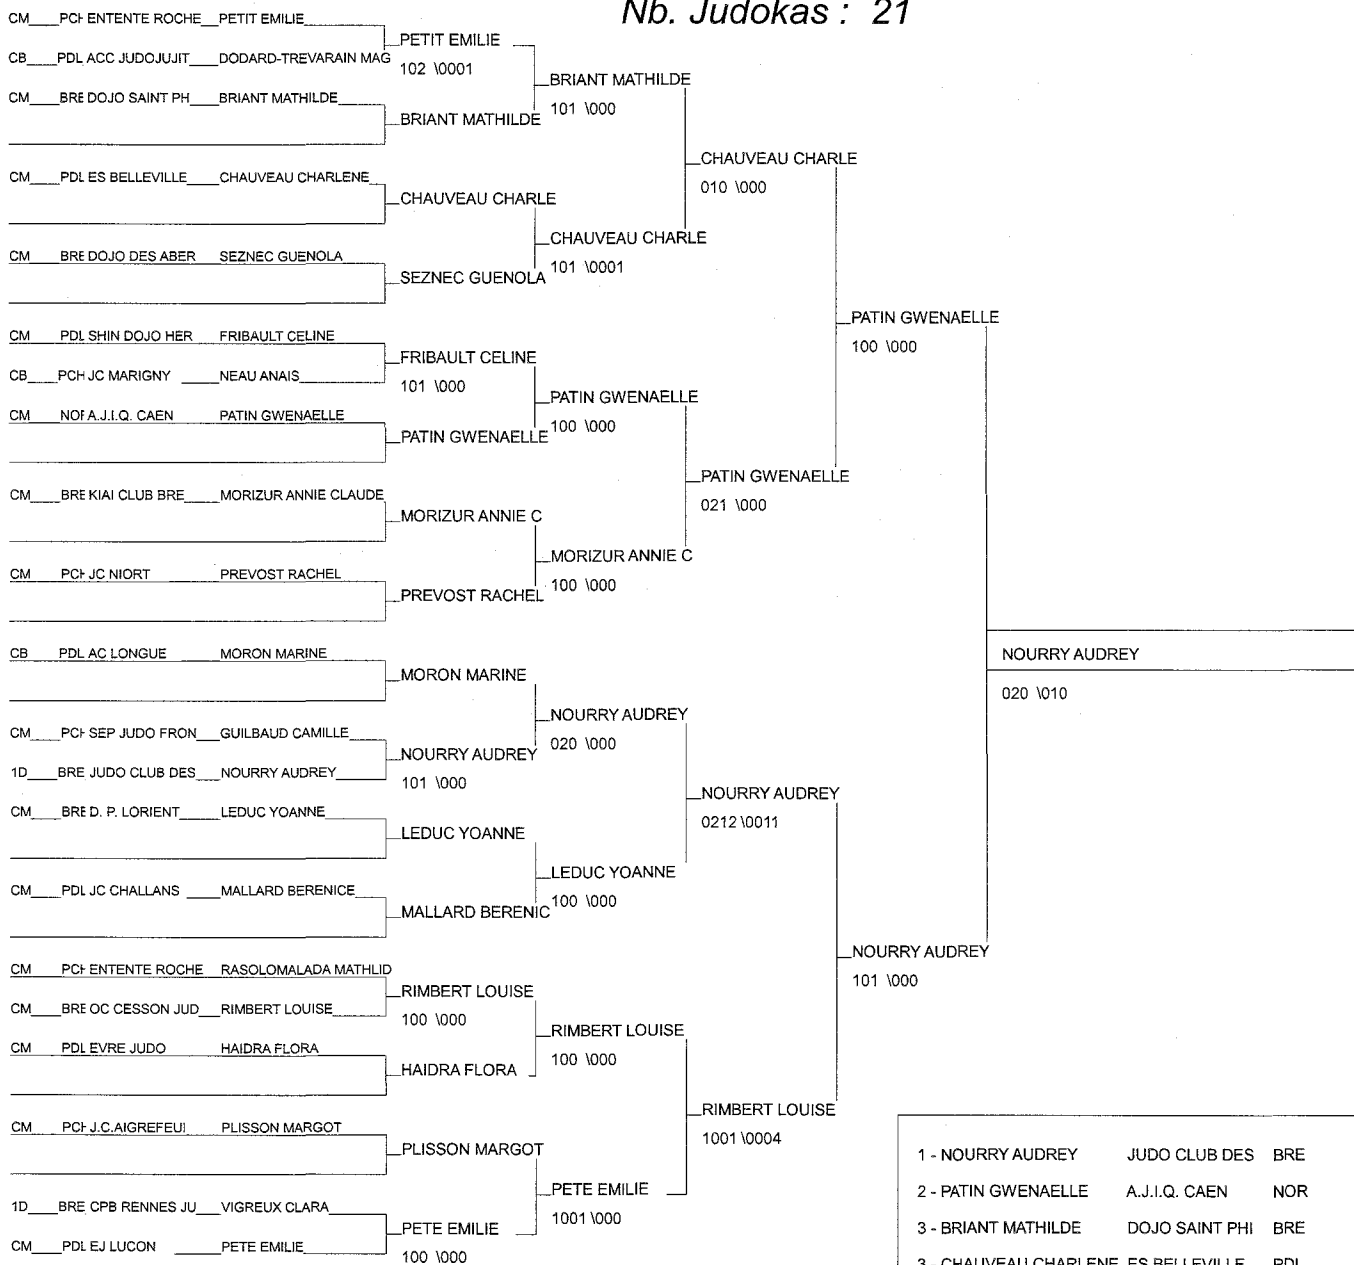 Nb. Judokas : 21
CM PCH ENTENTE ROCHE PETIT EMILIE
PETIT EMILIE
CB PDL ACC JUDOJUJIT DODARD-TREVARAIN MAG
102 \0001
BRIANT MATHILDE
CM BRE DOJO SAINT PH BRIANT MATHILDE
101 \000
BRIANT MATHILDE
CHAUVEAU CHARLE
CM PDL ES BELLEVILLE CHAUVEAU CHARLENE
010 \000
CHAUVEAU CHARLE
CHAUVEAU CHARLE
CM BRE DOJO DES ABER SEZNEC GUENOLA
101 \0001
SEZNEC GUENOLA
PATIN GWENAELLE
CM PDL SHIN DOJO HER FRIBAULT CELINE
100 \000
FRIBAULT CELINE
CB PCH JC MARIGNY NEAU ANAIS
101 \000
PATIN GWENAELLE
CM NOR A.J.I.Q. CAEN PATIN GWENAELLE
100 \000
PATIN GWENAELLE
PATIN GWENAELLE
CM BRE KIAI CLUB BRE MORIZUR ANNIE CLAUDE
021 \000
MORIZUR ANNIE C
MORIZUR ANNIE C
CM PCH JC NIORT PREVOST RACHEL
100 \000
PREVOST RACHEL
CB PDL AC LONGUE MORON MARINE
NOURRY AUDREY
MORON MARINE
020 \010
NOURRY AUDREY
CM PCH SEP JUDO FRON GUILBAUD CAMILLE
020 \000
NOURRY AUDREY
1D BRE JUDO CLUB DES NOURRY AUDREY
101 \000
NOURRY AUDREY
CM BRE D. P. LORIENT LEDUC YOANNE
0212 \0011
LEDUC YOANNE
LEDUC YOANNE
CM PDL JC CHALLANS MALLARD BERENICE
100 \000
MALLARD BERENIC
NOURRY AUDREY
CM PCH ENTENTE ROCHE RASOLOMALADA MATHLID
101 \000
RIMBERT LOUISE
CM BRE OC CESSON JUD RIMBERT LOUISE
100 \000
RIMBERT LOUISE
CM PDL EVRE JUDO HAIDRA FLORA
100 \000
HAIDRA FLORA
RIMBERT LOUISE
CM PCH J.C.AIGREFEUI PLISSON MARGOT
1001 \0004
PLISSON MARGOT
1 - NOURRY AUDREY JUDO CLUB DES BRE
PETE EMILIE
2 - PATIN GWENAELLE A.J.I.Q. CAEN NOR
1D BRE CPB RENNES JU VIGREUX CLARA
1001 \000
PETE EMILIE
3 - BRIANT MATHILDE DOJO SAINT PHI BRE
CM PDL EJ LUCON PETE EMILIE
100 \000
3 - CHAUVEAU CHARLENE ES BELLEVILLE PDL